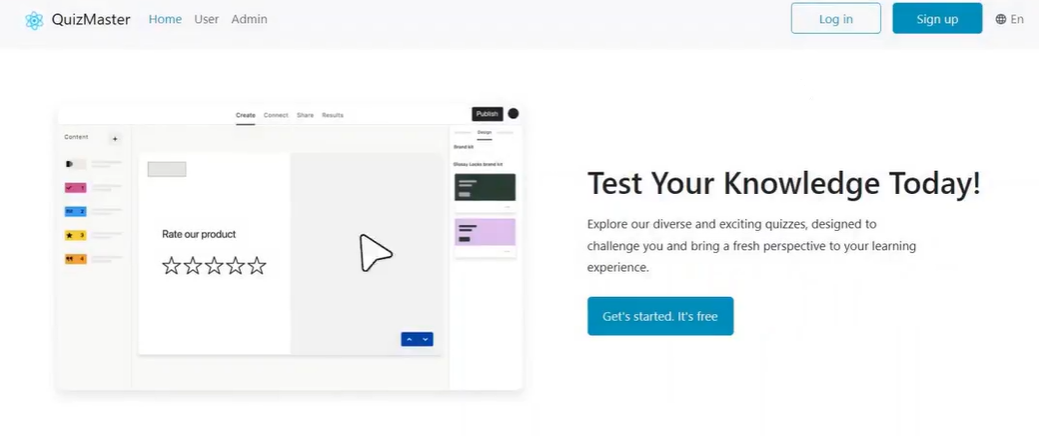 QuizMaster Home User Admin Log in Sign up En
Create Connect Share Results Publish
Content +
Design
Brand kit
Rate our product
1
2
3
4
Test Your Knowledge Today!
Explore our diverse and exciting quizzes, designed to
challenge you and bring a fresh perspective to your learning
experience.
Get's started. It's free